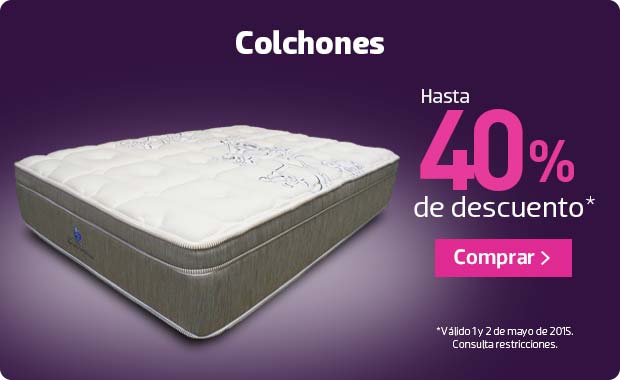 Colchones
Hasta
40%
de descuento*
Comprar >
*Válido 1 y 2 de mayo de 2015.
Consulta restricciones.